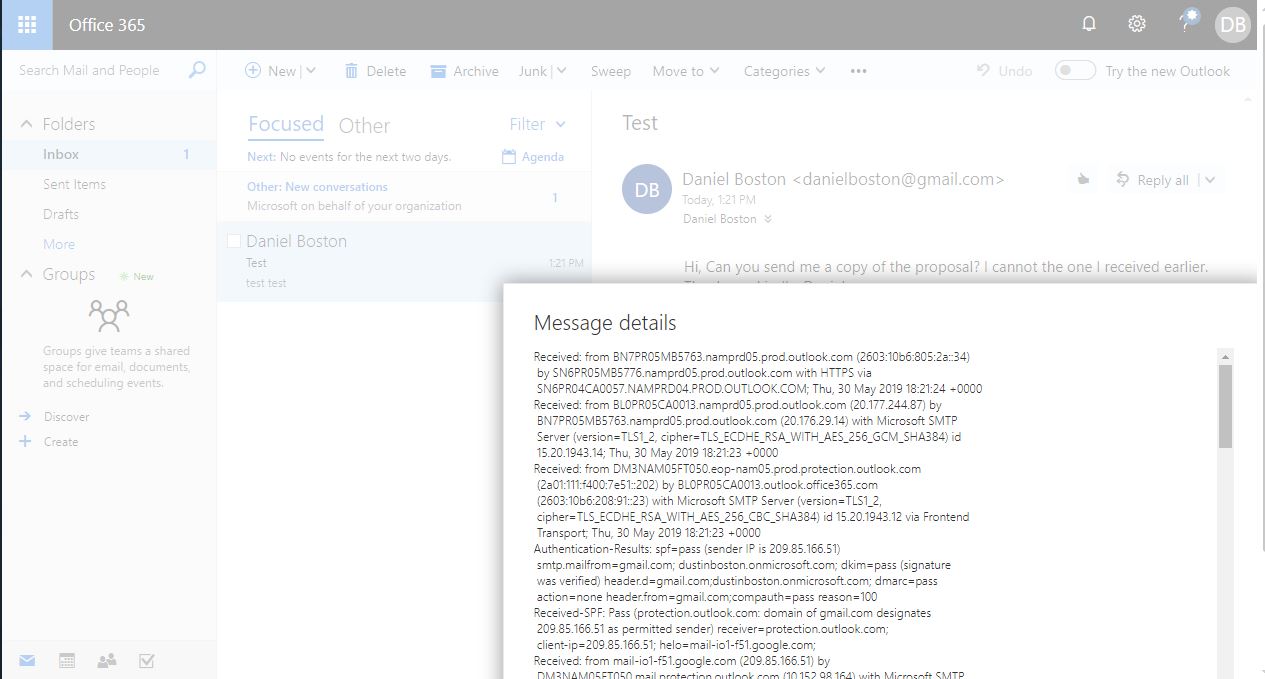 Office 365
DB
Search Mail and People
New
Delete
Archive
Junk
Sweep
Move to
Categories
Undo
Try the new Outlook
Folders
Inbox 1
Sent Items
Drafts
More
Groups New
Groups give teams a shared
space for email, documents,
and scheduling events.
Discover
Create
Focused Other Filter
Next: No events for the next two days. Agenda
Other: New conversations
Microsoft on behalf of your organization 1
Daniel Boston
Test 1:21 PM
test test
Test
DB
Daniel Boston <danielboston@gmail.com>
Today, 1:21 PM
Daniel Boston
Reply all
Hi, Can you send me a copy of the proposal? I cannot the one I received earlier.
Message details
Received: from BN7PR05MB5763.namprd05.prod.outlook.com (2603:10b6:805:2a::34)
by SN6PR05MB5776.namprd05.prod.outlook.com with HTTPS via
SN6PR04CA0057.NAMPRD04.PROD.OUTLOOK.COM; Thu, 30 May 2019 18:21:24 +0000
Received: from BL0PR05CA0013.namprd05.prod.outlook.com (20.177.244.87) by
BN7PR05MB5763.namprd05.prod.outlook.com (20.176.29.14) with Microsoft SMTP
Server (version=TLS1_2, cipher=TLS_ECDHE_RSA_WITH_AES_256_GCM_SHA384) id
15.20.1943.14; Thu, 30 May 2019 18:21:23 +0000
Received: from DM3NAM05FT050.eop-nam05.prod.protection.outlook.com
(2a01:111:f400:7e51::202) by BL0PR05CA0013.outlook.office365.com
(2603:10b6:208:91::23) with Microsoft SMTP Server (version=TLS1_2,
cipher=TLS_ECDHE_RSA_WITH_AES_256_CBC_SHA384) id 15.20.1943.12 via Frontend
Transport; Thu, 30 May 2019 18:21:23 +0000
Authentication-Results: spf=pass (sender IP is 209.85.166.51)
smtp.mailfrom=gmail.com; dustinboston.onmicrosoft.com; dkim=pass (signature
was verified) header.d=gmail.com;dustinboston.onmicrosoft.com; dmarc=pass
action=none header.from=gmail.com;compauth=pass reason=100
Received-SPF: Pass (protection.outlook.com: domain of gmail.com designates
209.85.166.51 as permitted sender) receiver=protection.outlook.com;
client-ip=209.85.166.51; helo=mail-io1-f51.google.com;
Received: from mail-io1-f51.google.com (209.85.166.51) by
DM3NAM05FT050.mail.protection.outlook.com (10.152.98.164) with Microsoft SMTP